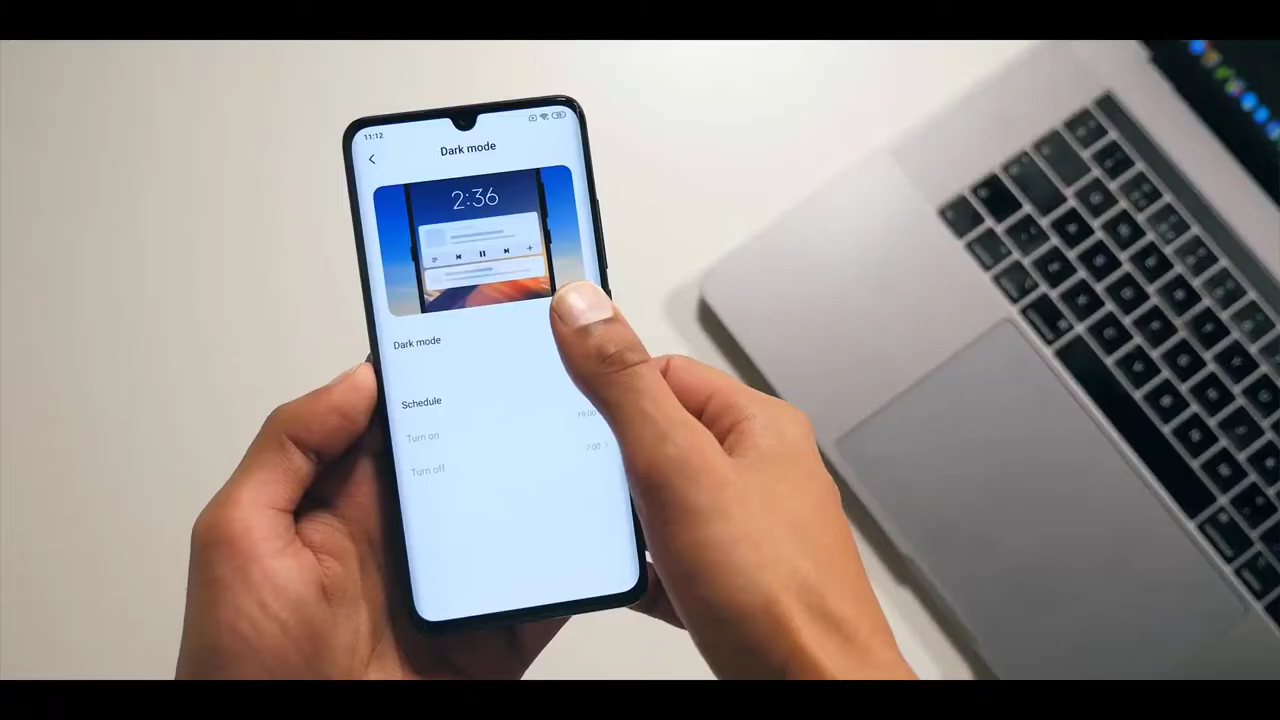 11:12
Dark mode
2:36
Dark mode
Schedule
Turn on 19:00
Turn off 7:00